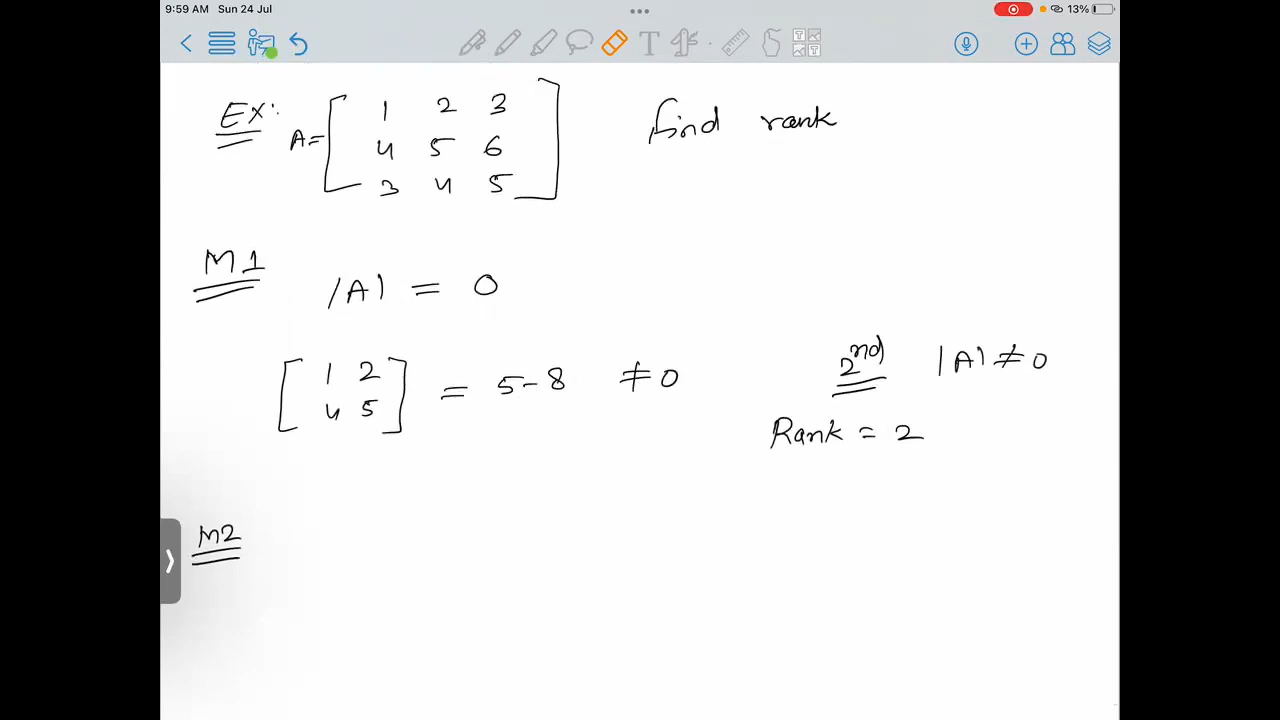 9:59 AM Sun 24 Jul
13%
Ex: A = [ 1 2 3 find rank
4 5 6
3 4 5 ]
M1
|A| = 0
[ 1 2
4 5 ] = 5-8 ≠0
2nd |A| ≠ 0
Rank = 2
M2